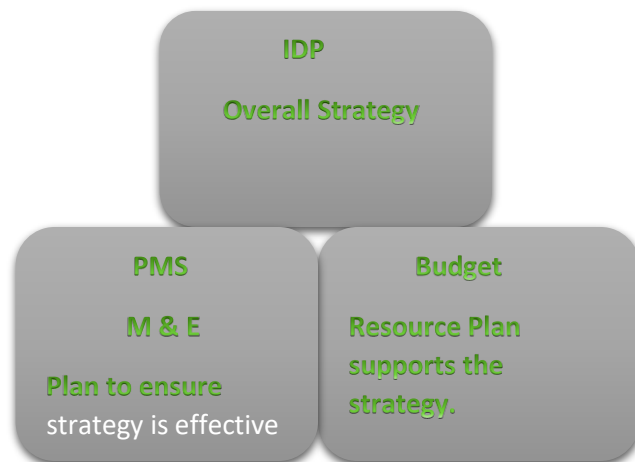 IDP
Overall Strategy
PMS
M & E
Plan to ensure
strategy is effective
Budget
Resource Plan
supports the
strategy.